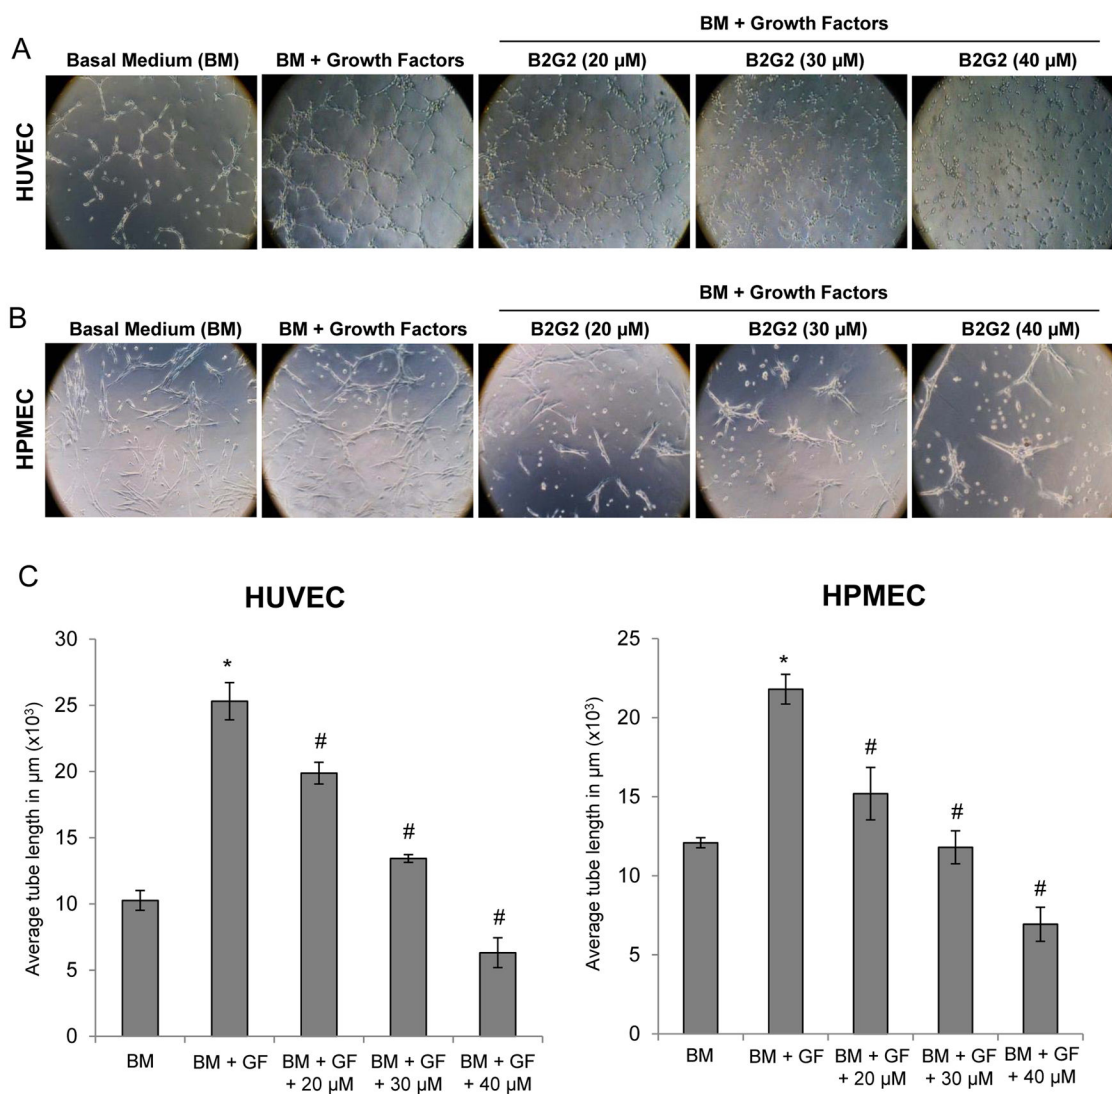 A
BM + Growth Factors
Basal Medium (BM) BM + Growth Factors B2G2 (20 µM) B2G2 (30 µM) B2G2 (40 µM)
HUVEC
B
BM + Growth Factors
Basal Medium (BM) BM + Growth Factors B2G2 (20 µM) B2G2 (30 µM) B2G2 (40 µM)
HPMEC
C
HUVEC
Average tube length in µm (x10³)
30
25
20
15
10
5
0
*
#
#
#
BM BM + GF BM + GF BM + GF BM + GF
+ 20 µM + 30 µM + 40 µM
HPMEC
Average tube length in µm (x10³)
25
20
15
10
5
0
*
#
#
#
BM BM + GF BM + GF BM + GF BM + GF
+ 20 µM + 30 µM + 40 µM